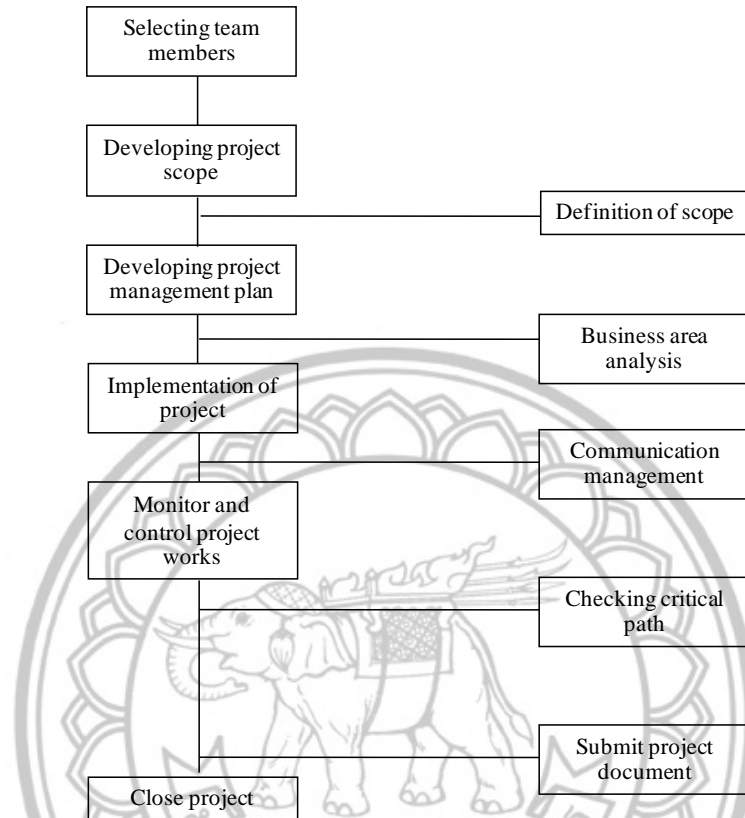 Selecting team
members
Developing project
scope
Definition of scope
Developing project
management plan
Business area
analysis
Implementation of
project
Communication
management
Monitor and
control project
works
Checking critical
path
Submit project
document
Close project